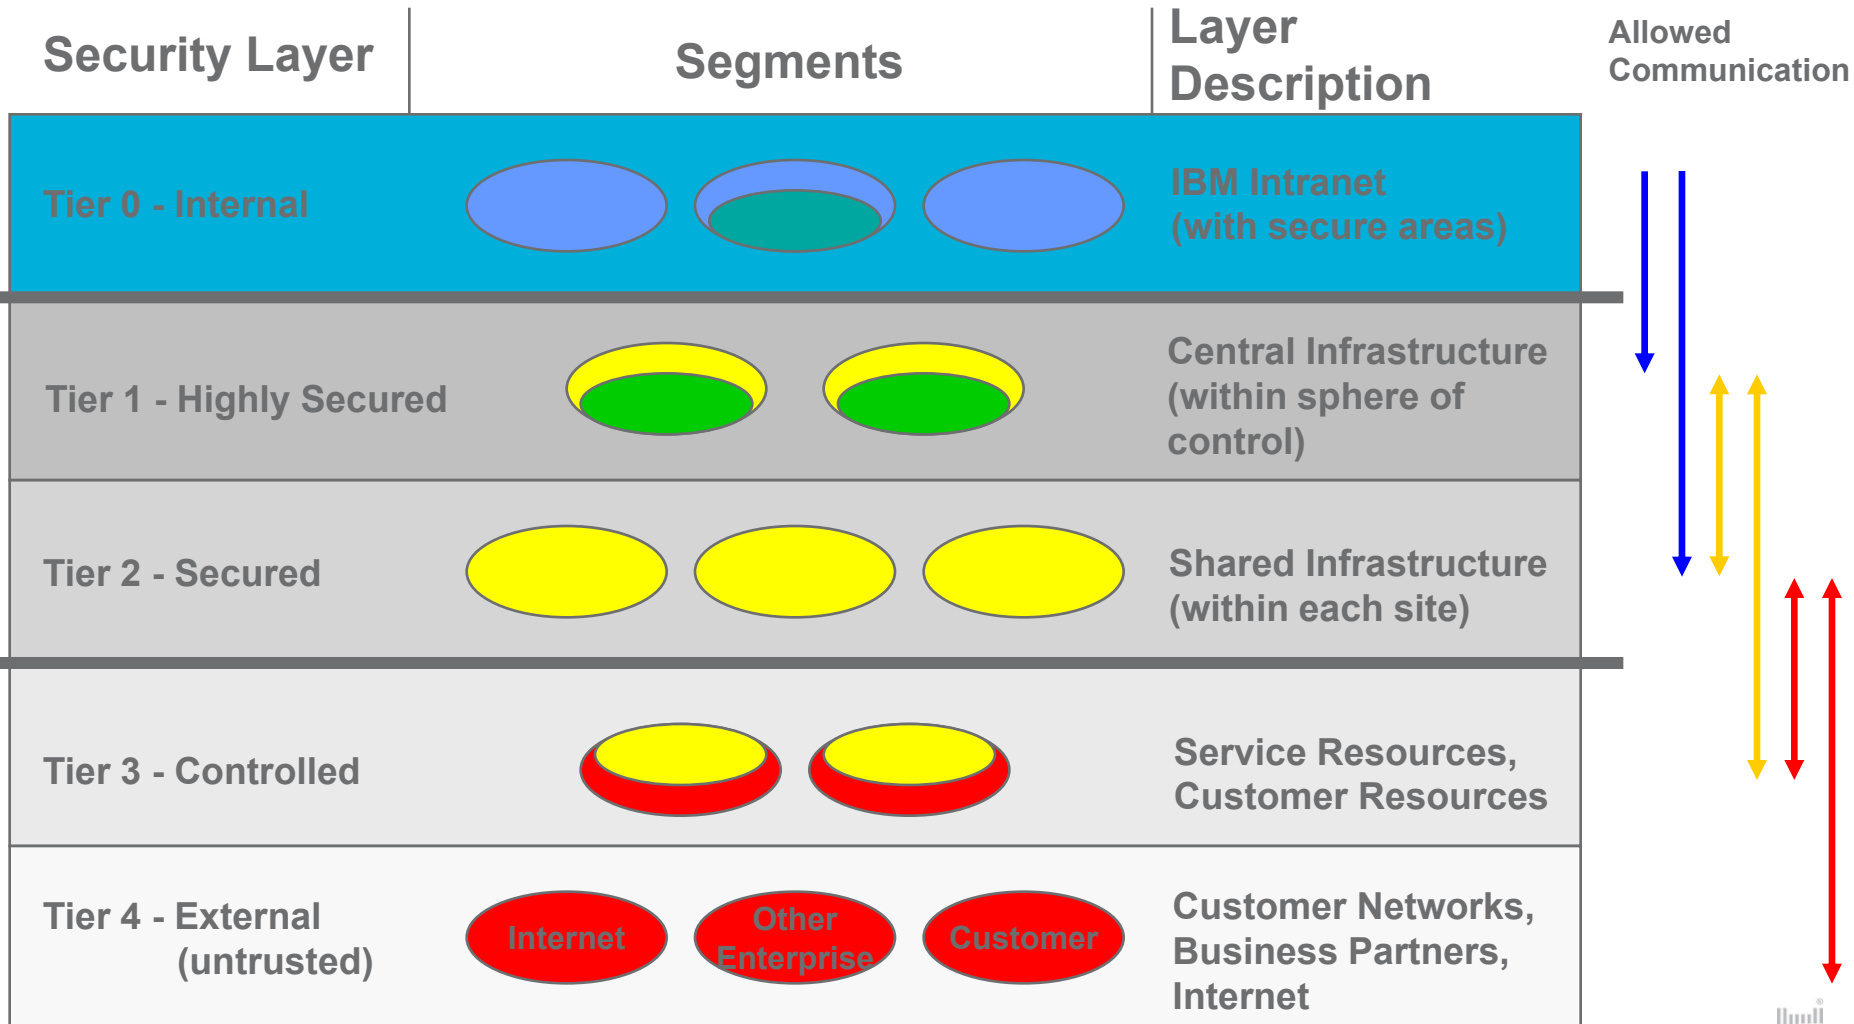 Security Layer
Segments
Layer
Description
Allowed
Communication
Tier 0 - Internal
IBM Intranet
(with secure areas)
Tier 1 - Highly Secured
Central Infrastructure
(within sphere of
control)
Tier 2 - Secured
Shared Infrastructure
(within each site)
Tier 3 - Controlled
Service Resources,
Customer Resources
Tier 4 - External
(untrusted)
Internet
Other
Enterprise
Customer
Customer Networks,
Business Partners,
Internet
®